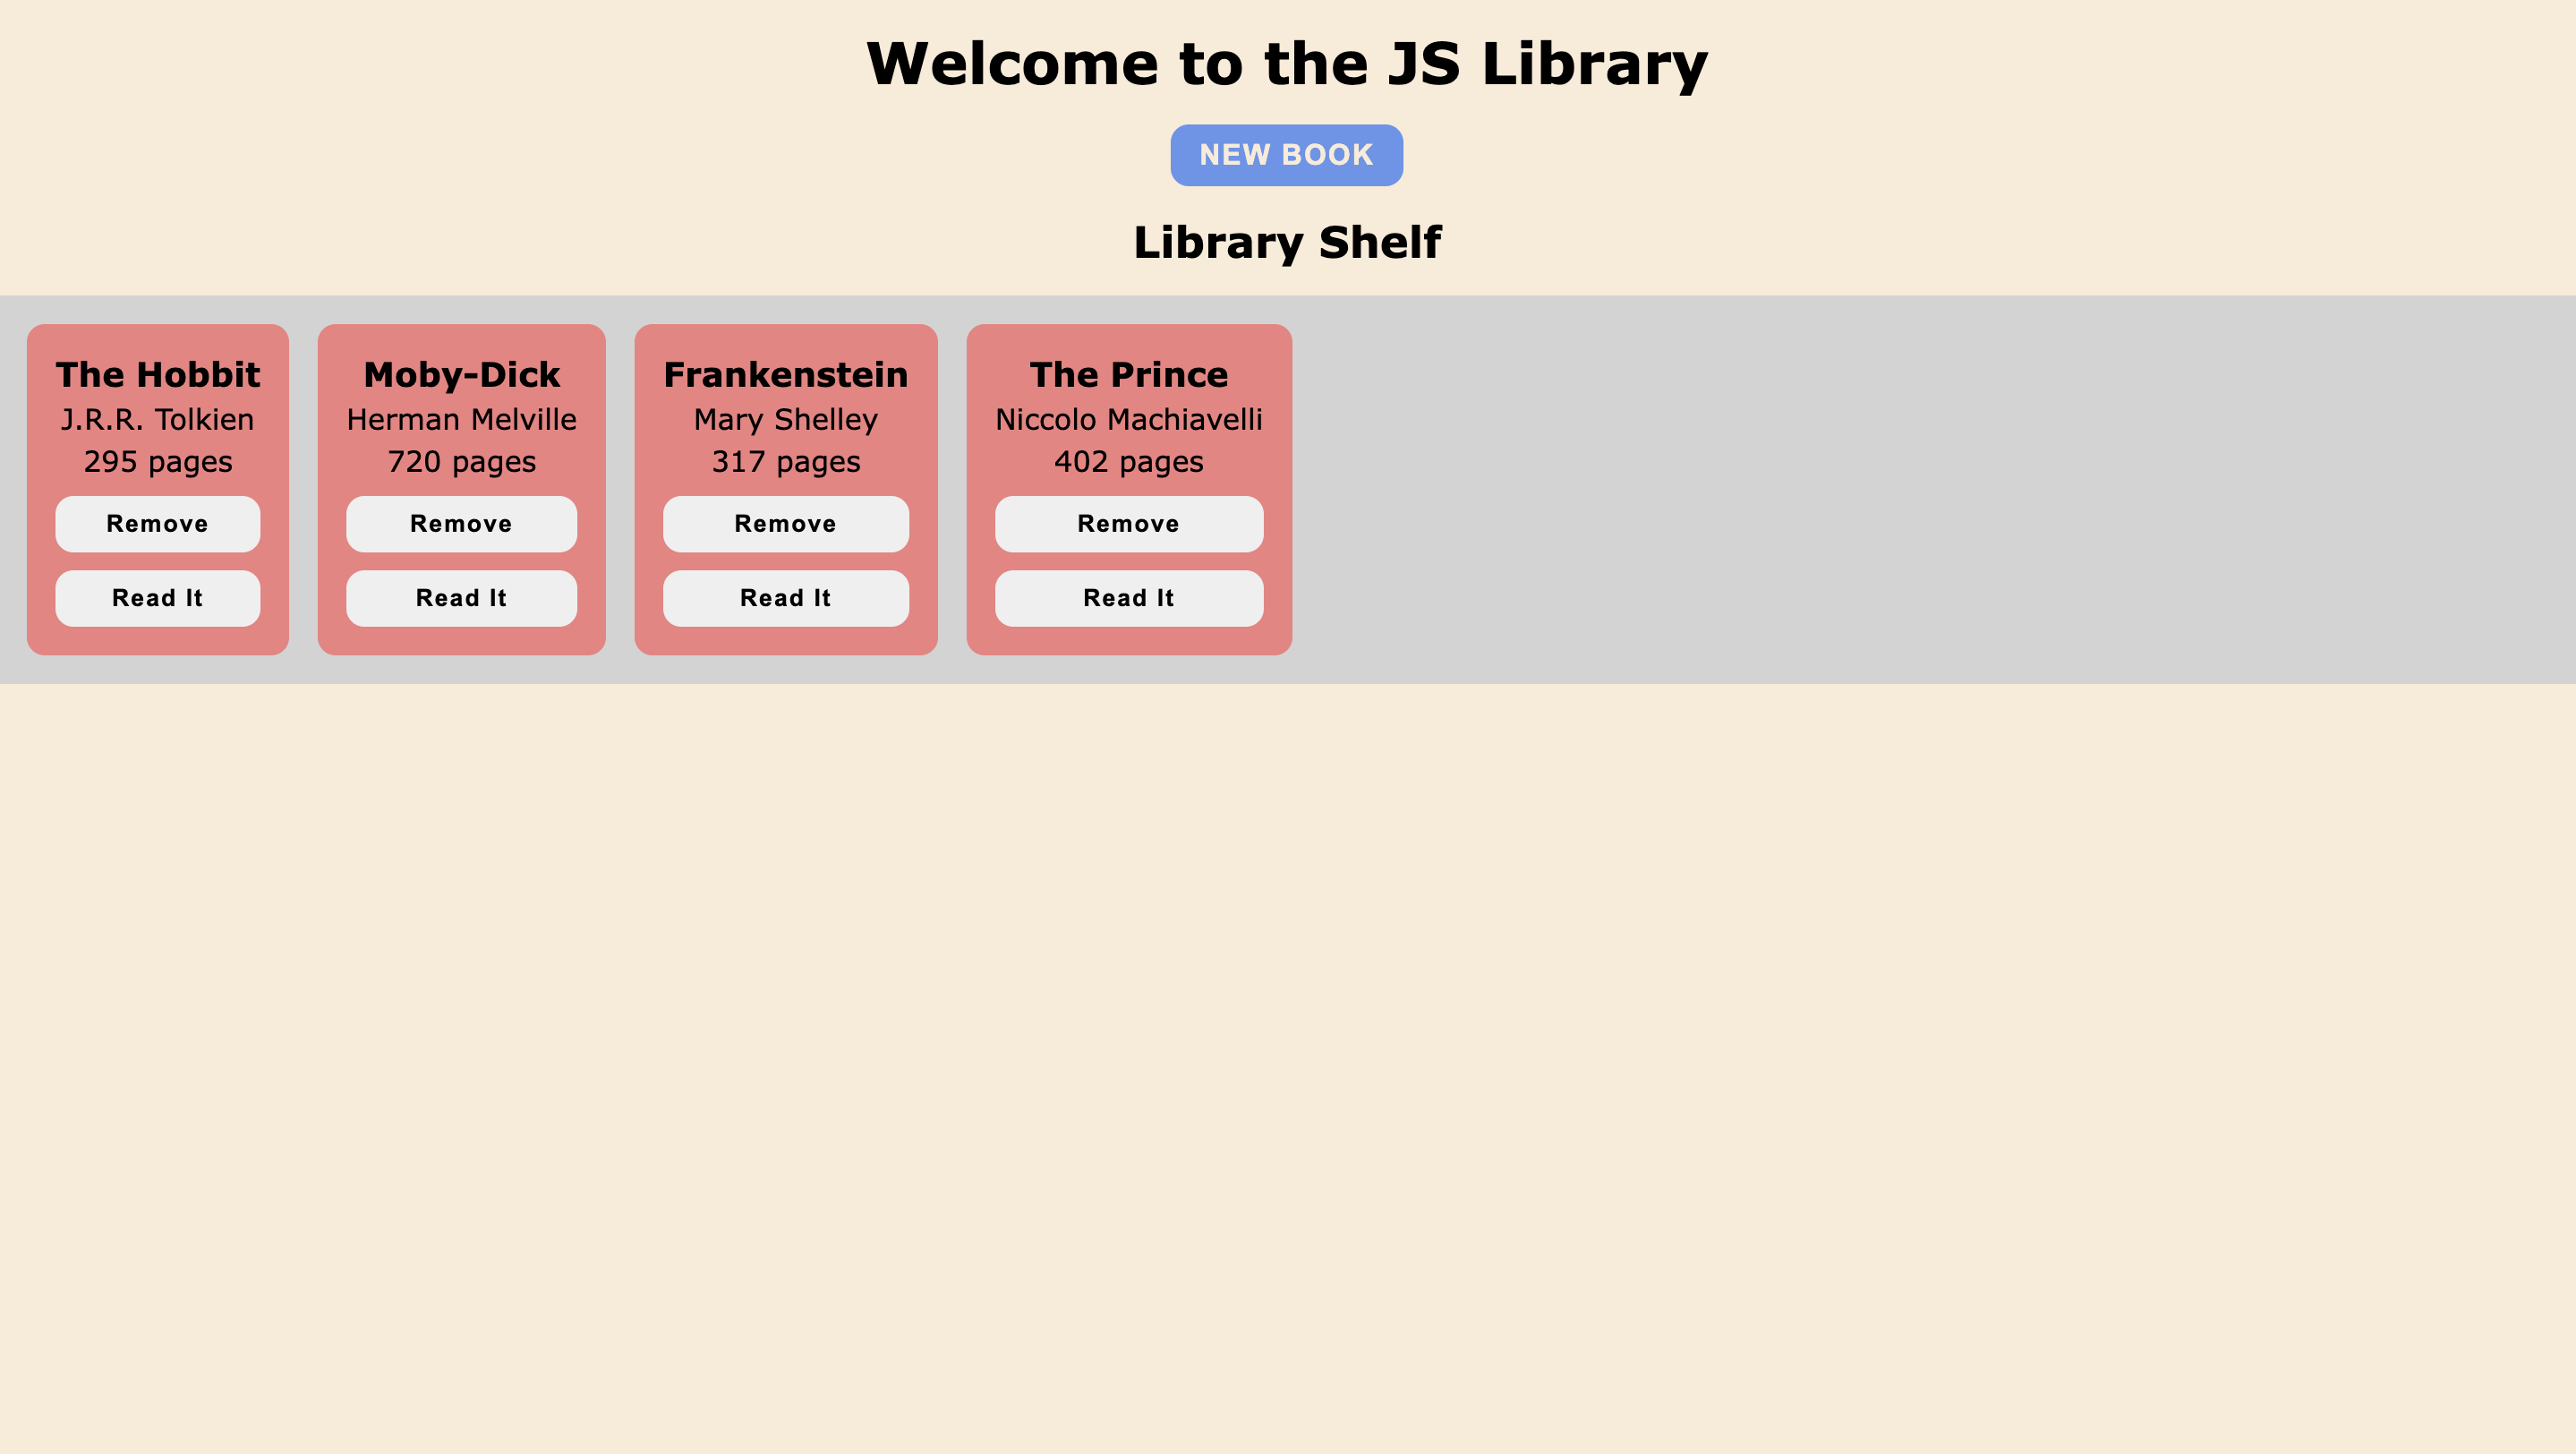 Welcome to the JS Library
NEW BOOK
Library Shelf
The Hobbit
J.R.R. Tolkien
295 pages
Remove
Read It
Moby-Dick
Herman Melville
720 pages
Remove
Read It
Frankenstein
Mary Shelley
317 pages
Remove
Read It
The Prince
Niccolo Machiavelli
402 pages
Remove
Read It